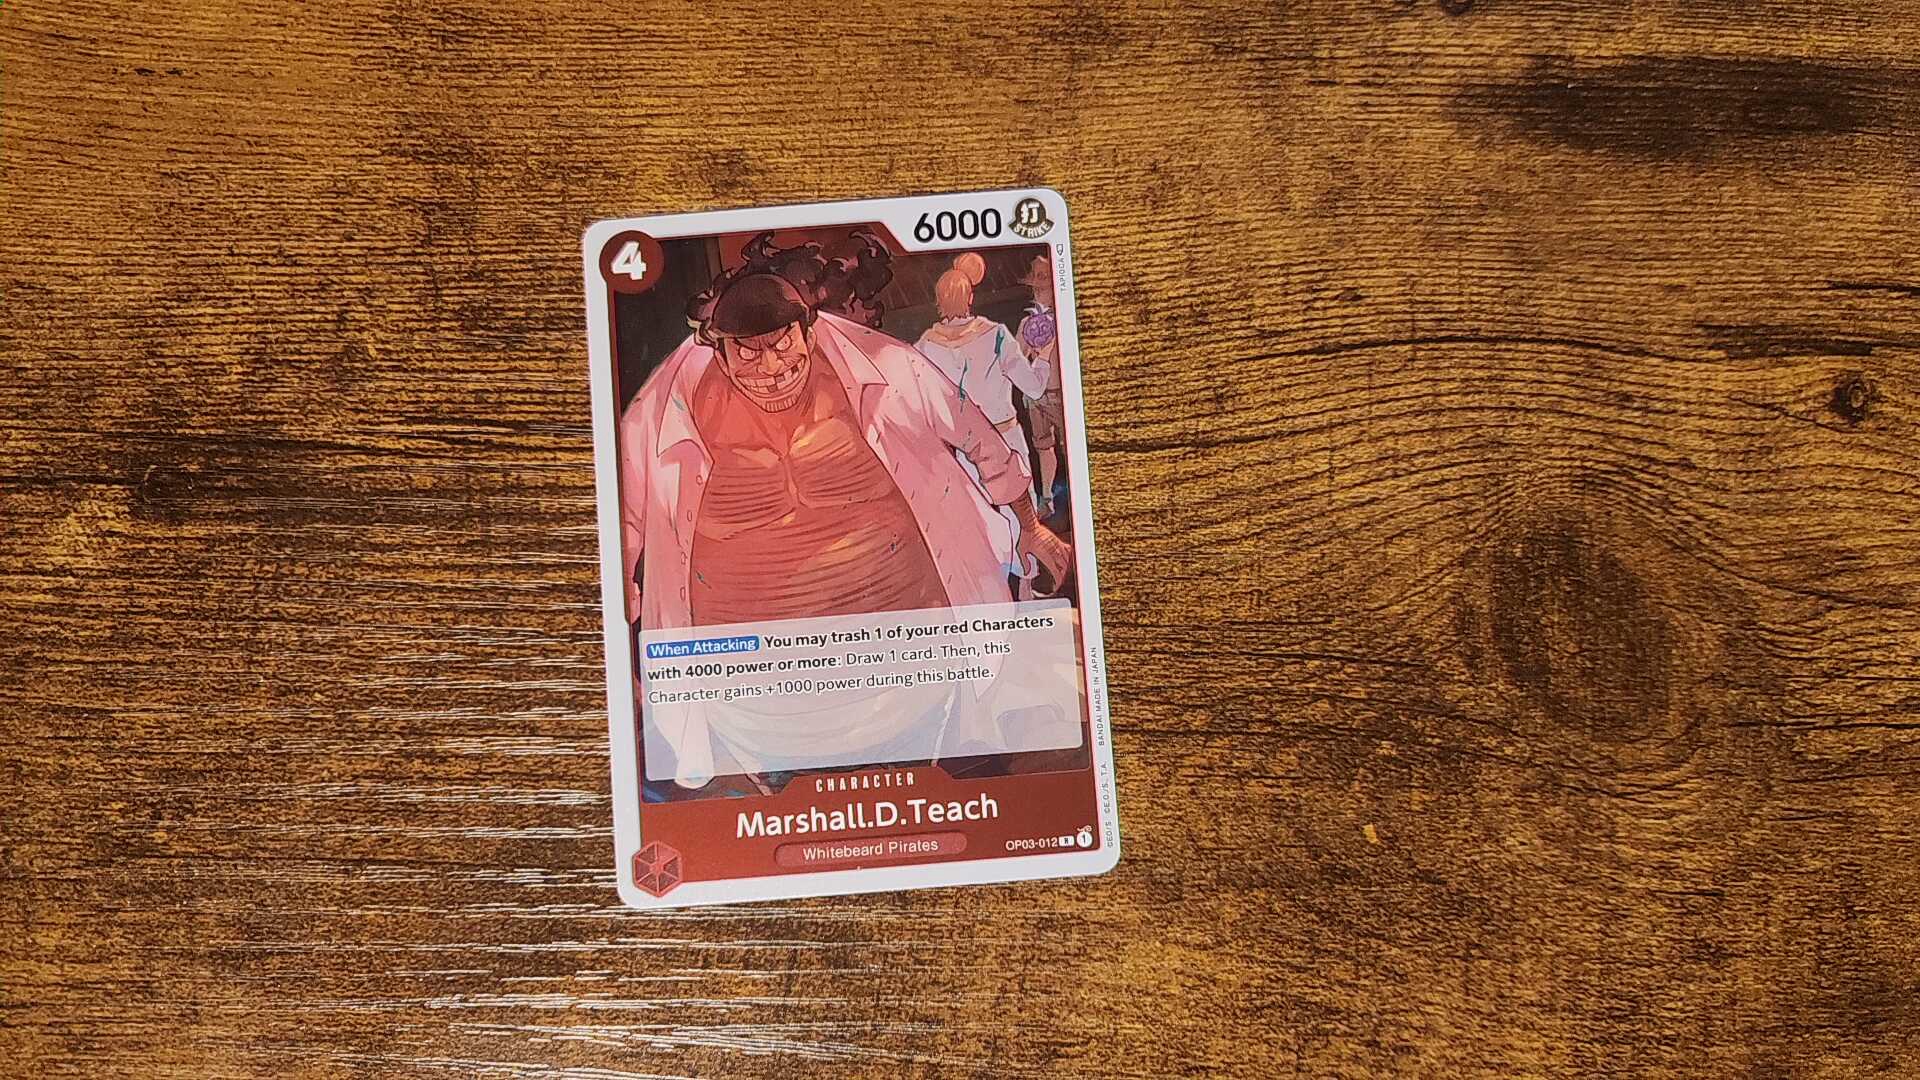 4
6000
打
STRIKE
TAPIOCA
When Attacking You may trash 1 of your red Characters
with 4000 power or more: Draw 1 card. Then, this
Character gains +1000 power during this battle.
CHARACTER
Marshall.D.Teach
Whitebeard Pirates
OP03-012 R 1
©E.O./S. ©E.O./S., T.A. BANDAI MADE IN JAPAN